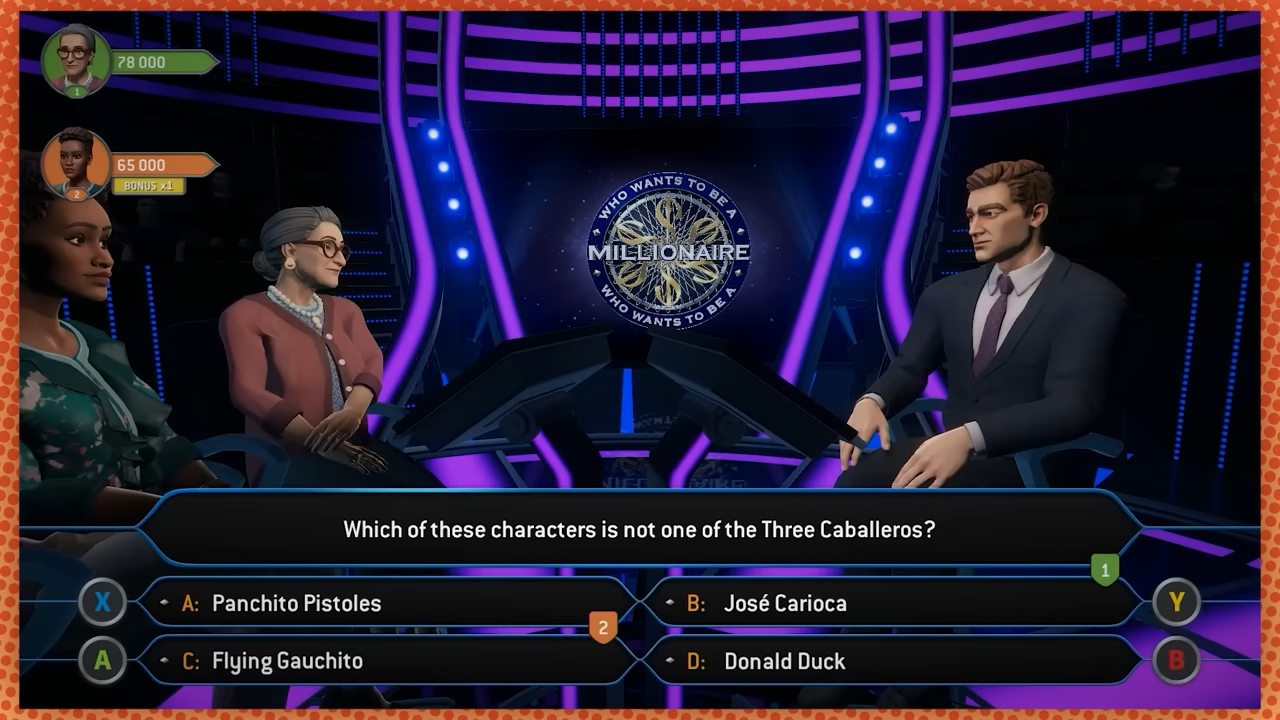 78 000
1
65 000
BONUS x1
2
WHO WANTS TO BE A
MILLIONAIRE
WHO WANTS TO BE A
Which of these characters is not one of the Three Caballeros?
1
X
A: Panchito Pistoles
B: José Carioca
Y
2
A
C: Flying Gauchito
D: Donald Duck
B